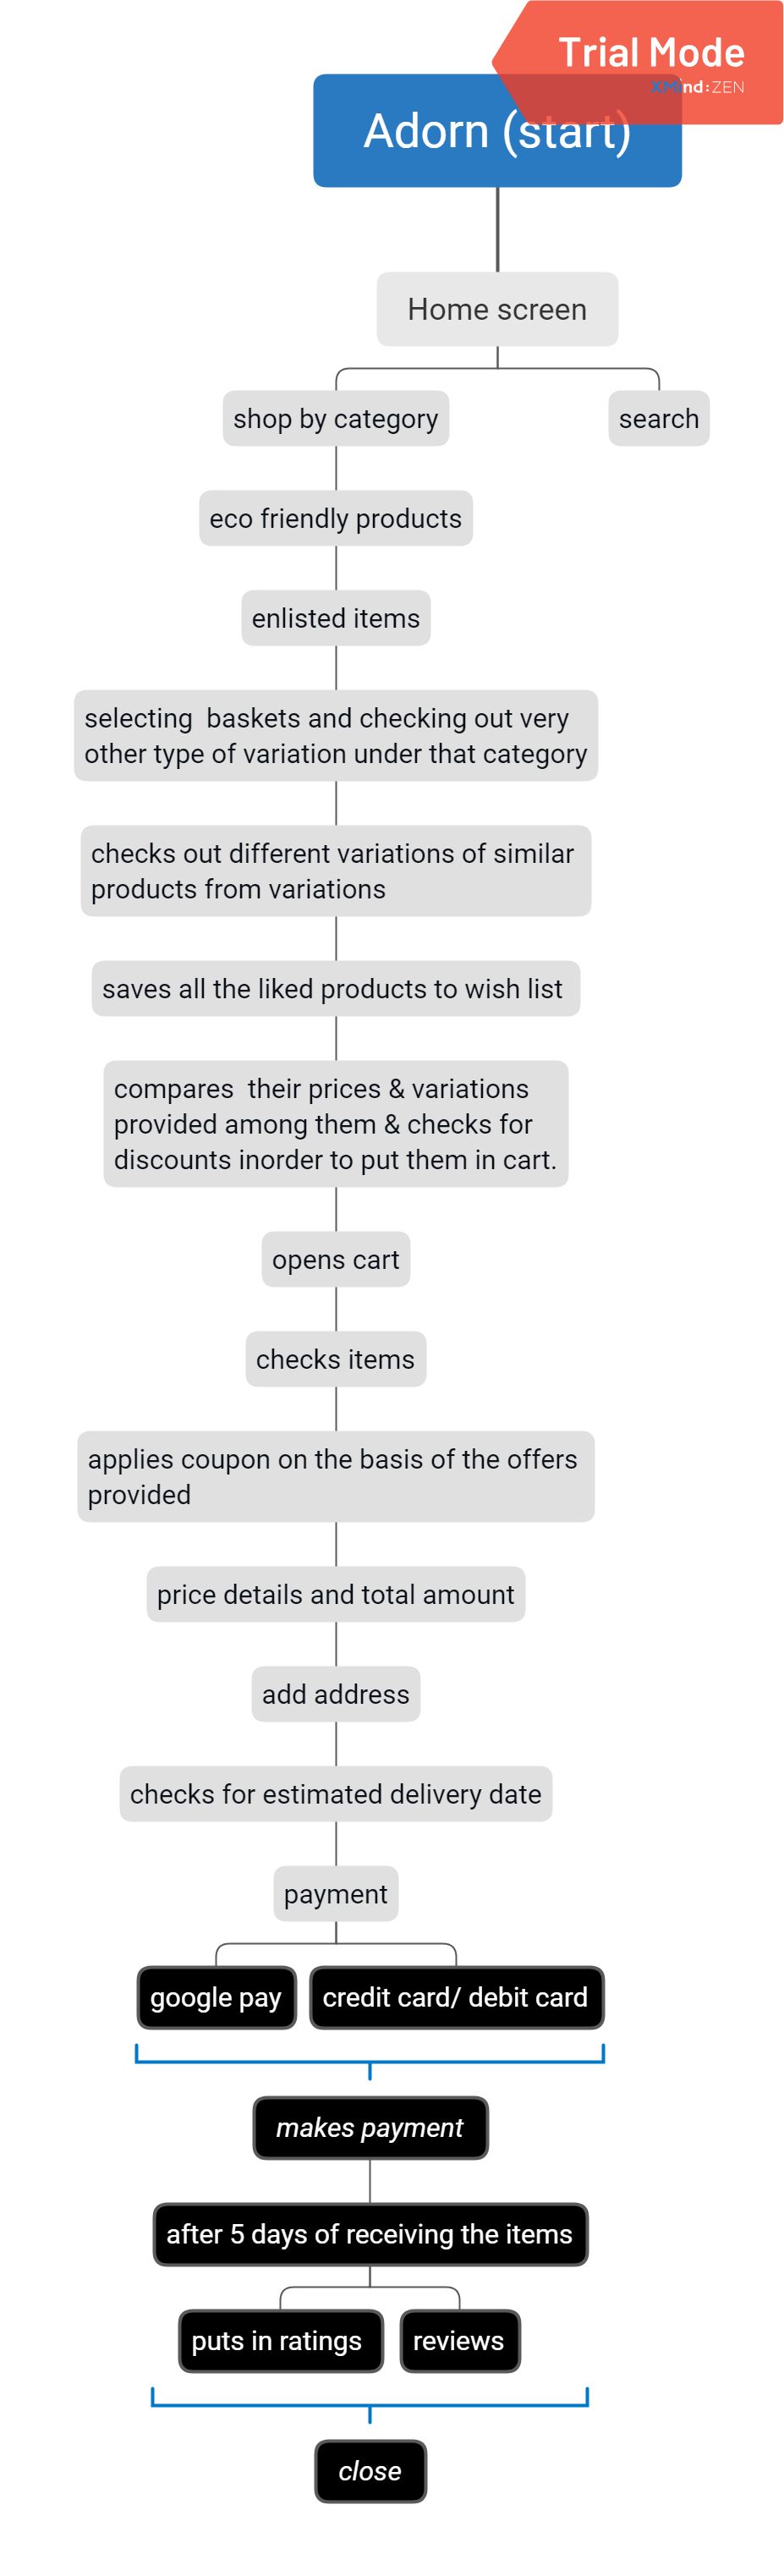 Trial Mode
XMind:ZEN
Adorn (start)
Home screen
shop by category
search
eco friendly products
enlisted items
selecting  baskets and checking out very
other type of variation under that category
checks out different variations of similar
products from variations
saves all the liked products to wish list
compares  their prices & variations
provided among them & checks for
discounts inorder to put them in cart.
opens cart
checks items
applies coupon on the basis of the offers
provided
price details and total amount
add address
checks for estimated delivery date
payment
google pay
credit card/ debit card
makes payment
after 5 days of receiving the items
puts in ratings
reviews
close